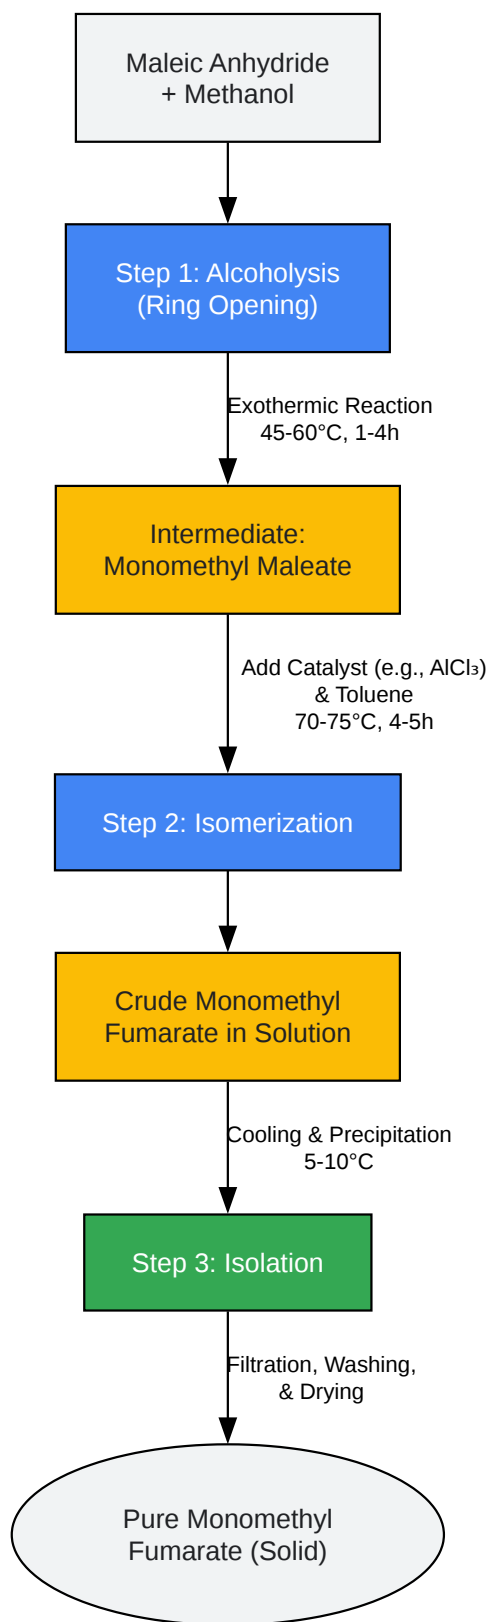 Maleic Anhydride
+ Methanol
Step 1: Alcoholysis
(Ring Opening)
Exothermic Reaction
45-60°C, 1-4h
Intermediate:
Monomethyl Maleate
Add Catalyst (e.g., AlCl₃)
& Toluene
70-75°C, 4-5h
Step 2: Isomerization
Crude Monomethyl
Fumarate in Solution
Cooling & Precipitation
5-10°C
Step 3: Isolation
Filtration, Washing,
& Drying
Pure Monomethyl
Fumarate (Solid)